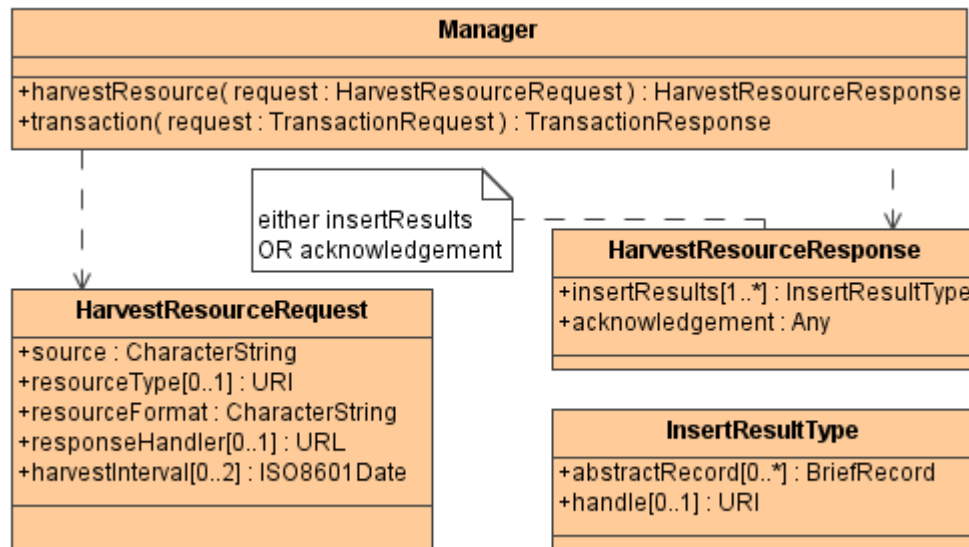 Manager
+harvestResource( request : HarvestResourceRequest ) : HarvestResourceResponse
+transaction( request : TransactionRequest ) : TransactionResponse
either insertResults
OR acknowledgement
HarvestResourceResponse
+insertResults[1..*] : InsertResultType
+acknowledgement : Any
HarvestResourceRequest
+source : CharacterString
+resourceType[0..1] : URI
+resourceFormat : CharacterString
+responseHandler[0..1] : URL
+harvestInterval[0..2] : ISO8601Date
InsertResultType
+abstractRecord[0..*] : BriefRecord
+handle[0..1] : URI